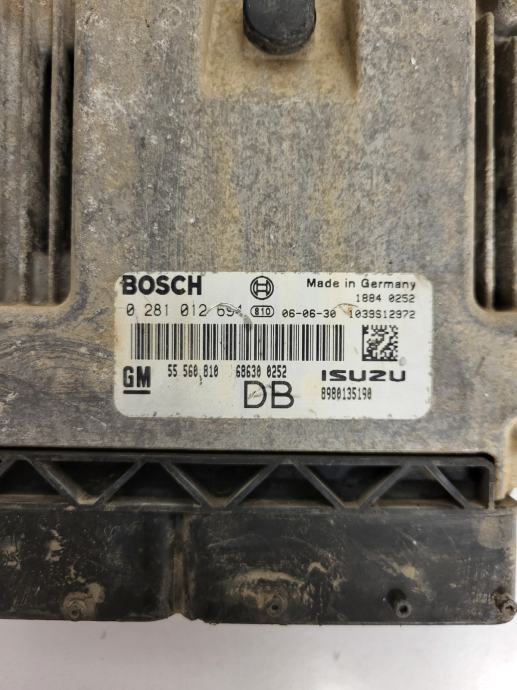 BOSCH Made in Germany
1884 0252
0 281 012 694 810 06-06-30 1039S12972
GM 55 560 810 68630 0252 ISUZU
DB 8980135190